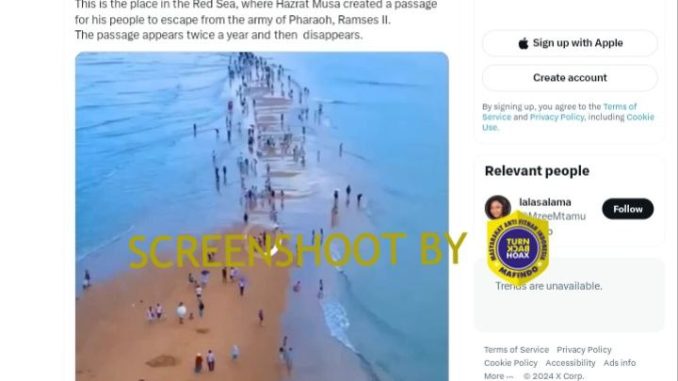 This is the place in the Red Sea, where Hazrat Musa created a passage
for his people to escape from the army of Pharaoh, Ramses II.
The passage appears twice a year and then disappears.
Sign up with Apple
Create account
By signing up, you agree to the Terms of
Service and Privacy Policy, including Cookie
Use.
Relevant people
lalasalama
Follow
SCREENSHOOT BY
MASYARAKAT ANTI FITNAH INDONESIA
TURN
BACK
HOAX
MAFINDO
Trends are unavailable.
Terms of Service Privacy Policy
Cookie Policy Accessibility Ads info
More ··· © 2024 X Corp.